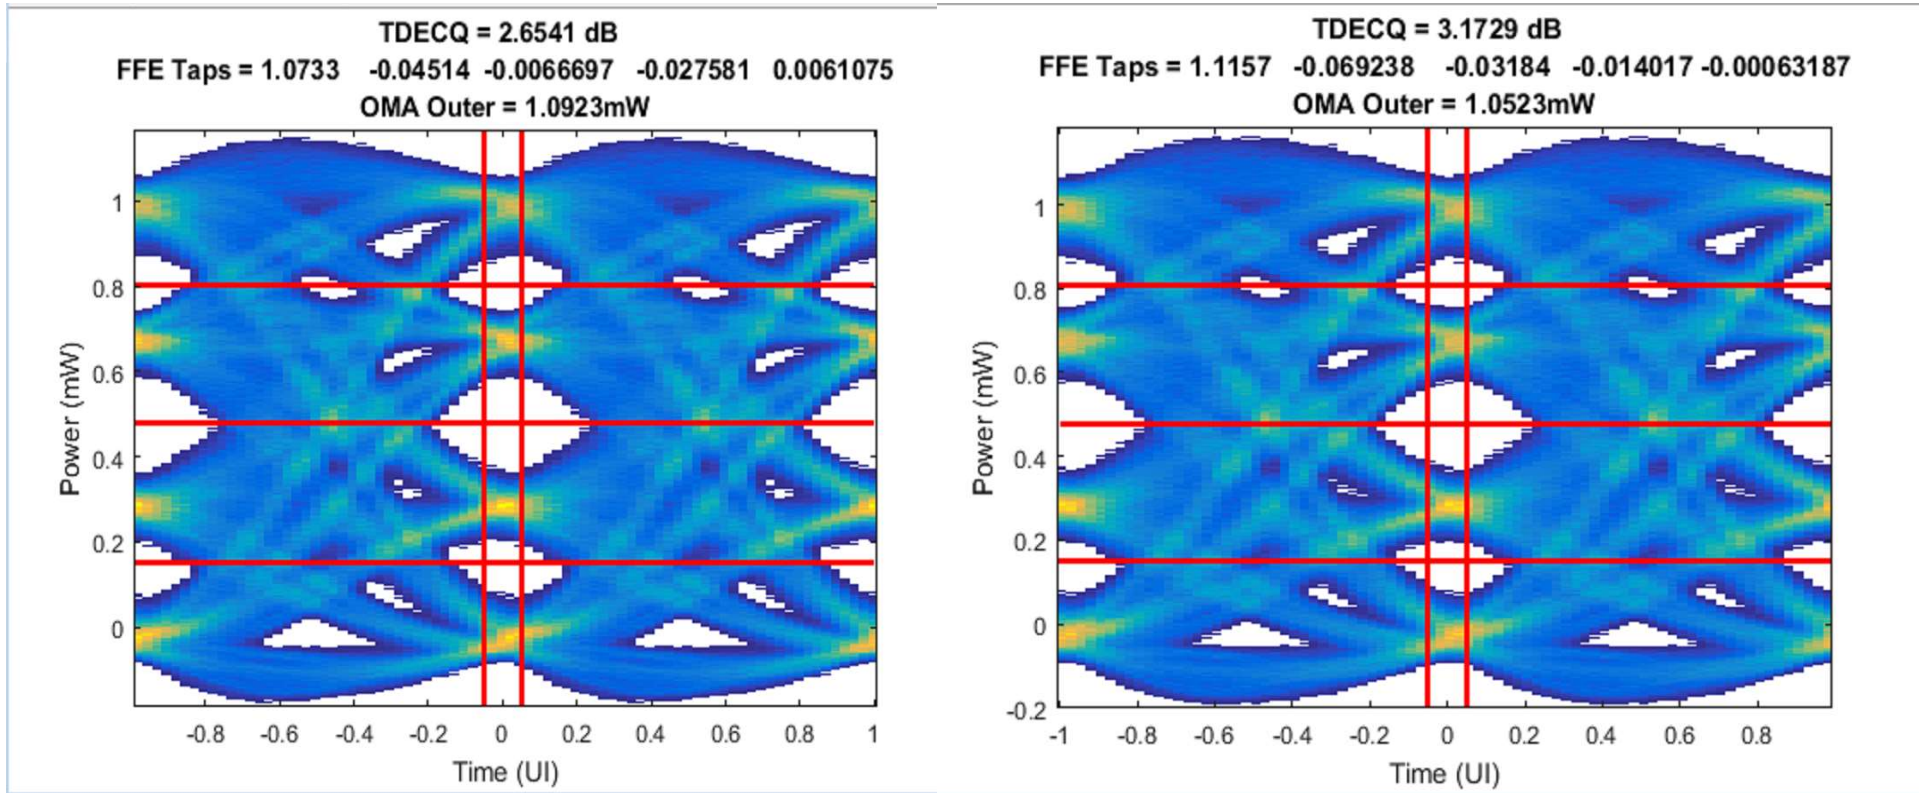 TDECQ = 2.6541 dB
FFE Taps = 1.0733 -0.04514 -0.0066697 -0.027581 0.0061075
OMA Outer = 1.0923mW
1
0.8
0.6
0.4
0.2
0
Power (mW)
-0.8 -0.6 -0.4 -0.2 0 0.2 0.4 0.6 0.8 1
Time (UI)
TDECQ = 3.1729 dB
FFE Taps = 1.1157 -0.069238 -0.03184 -0.014017 -0.00063187
OMA Outer = 1.0523mW
1
0.8
0.6
0.4
0.2
0
-0.2
Power (mW)
-1 -0.8 -0.6 -0.4 -0.2 0 0.2 0.4 0.6 0.8
Time (UI)